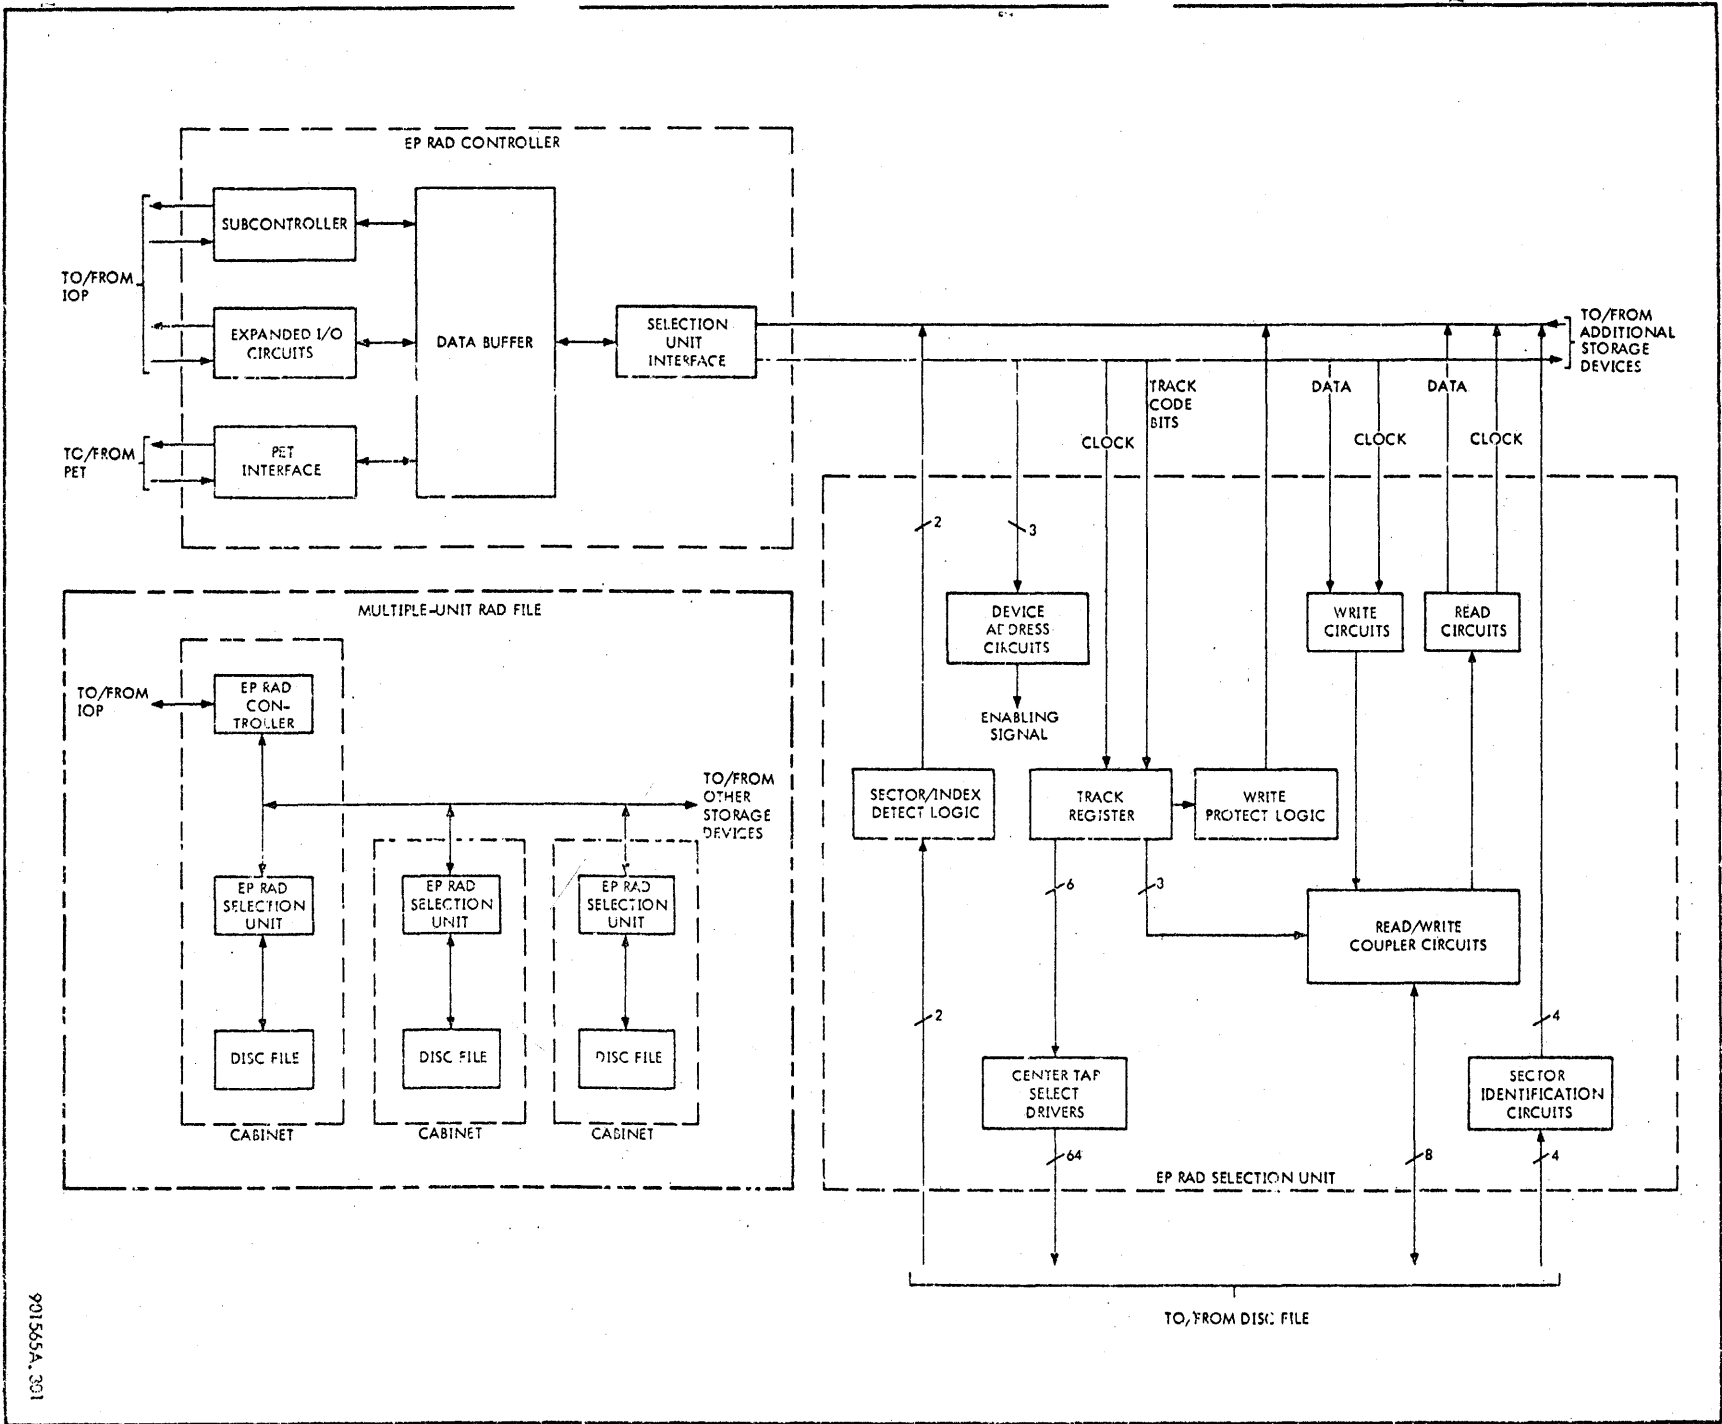 EP RAD CONTROLLER
SUBCONTROLLER
TO/FROM
IOP
EXPANDED I/O
CIRCUITS
DATA BUFFER
SELECTION
UNIT
INTERFACE
TO/FROM
PET
PET
INTERFACE
TO/FROM
ADDITIONAL
STORAGE
DEVICES
CLOCK
TRACK
CODE
BITS
DATA
CLOCK
DATA
CLOCK
2
3
DEVICE
ADDRESS
CIRCUITS
ENABLING
SIGNAL
WRITE
CIRCUITS
READ
CIRCUITS
SECTOR/INDEX
DETECT LOGIC
TRACK
REGISTER
WRITE
PROTECT LOGIC
6
3
READ/WRITE
COUPLER CIRCUITS
2
4
CENTER TAP
SELECT
DRIVERS
SECTOR
IDENTIFICATION
CIRCUITS
64
8
4
EP RAD SELECTION UNIT
TO/FROM DISC FILE
MULTIPLE-UNIT RAD FILE
TO/FROM
IOP
EP RAD
CON-
TROLLER
TO/FROM
OTHER
STORAGE
DEVICES
EP RAD
SELECTION
UNIT
EP RAD
SELECTION
UNIT
EP RAD
SELECTION
UNIT
DISC FILE
DISC FILE
DISC FILE
CABINET
CABINET
CABINET
901565A.301